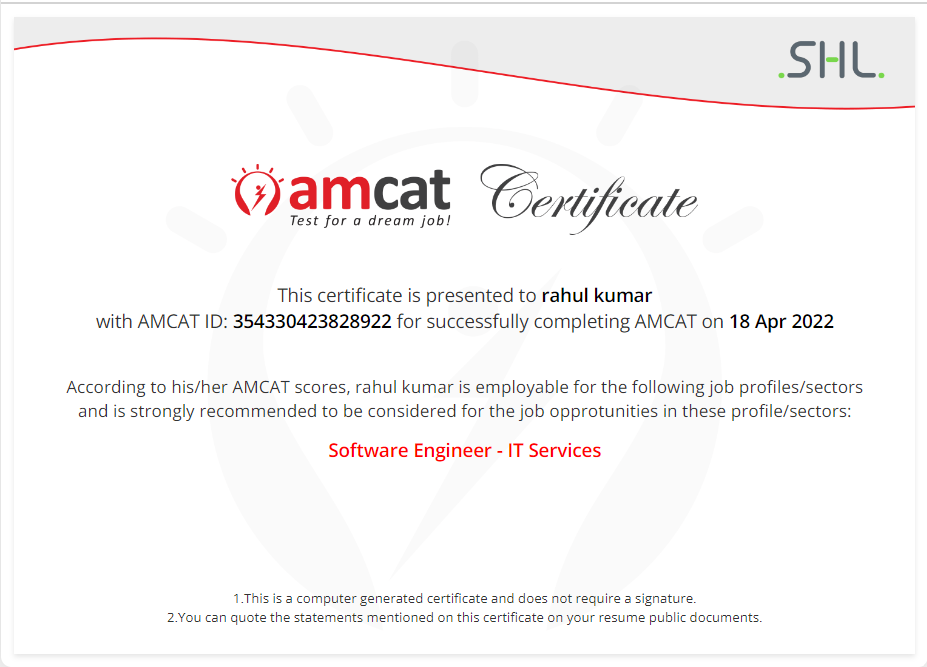 .SHL.
amcat Certificate
Test for a dream job!
This certificate is presented to rahul kumar
with AMCAT ID: 354330423828922 for successfully completing AMCAT on 18 Apr 2022
According to his/her AMCAT scores, rahul kumar is employable for the following job profiles/sectors
and is strongly recommended to be considered for the job opprotunities in these profile/sectors:
Software Engineer - IT Services
1.This is a computer generated certificate and does not require a signature.
2.You can quote the statements mentioned on this certificate on your resume public documents.